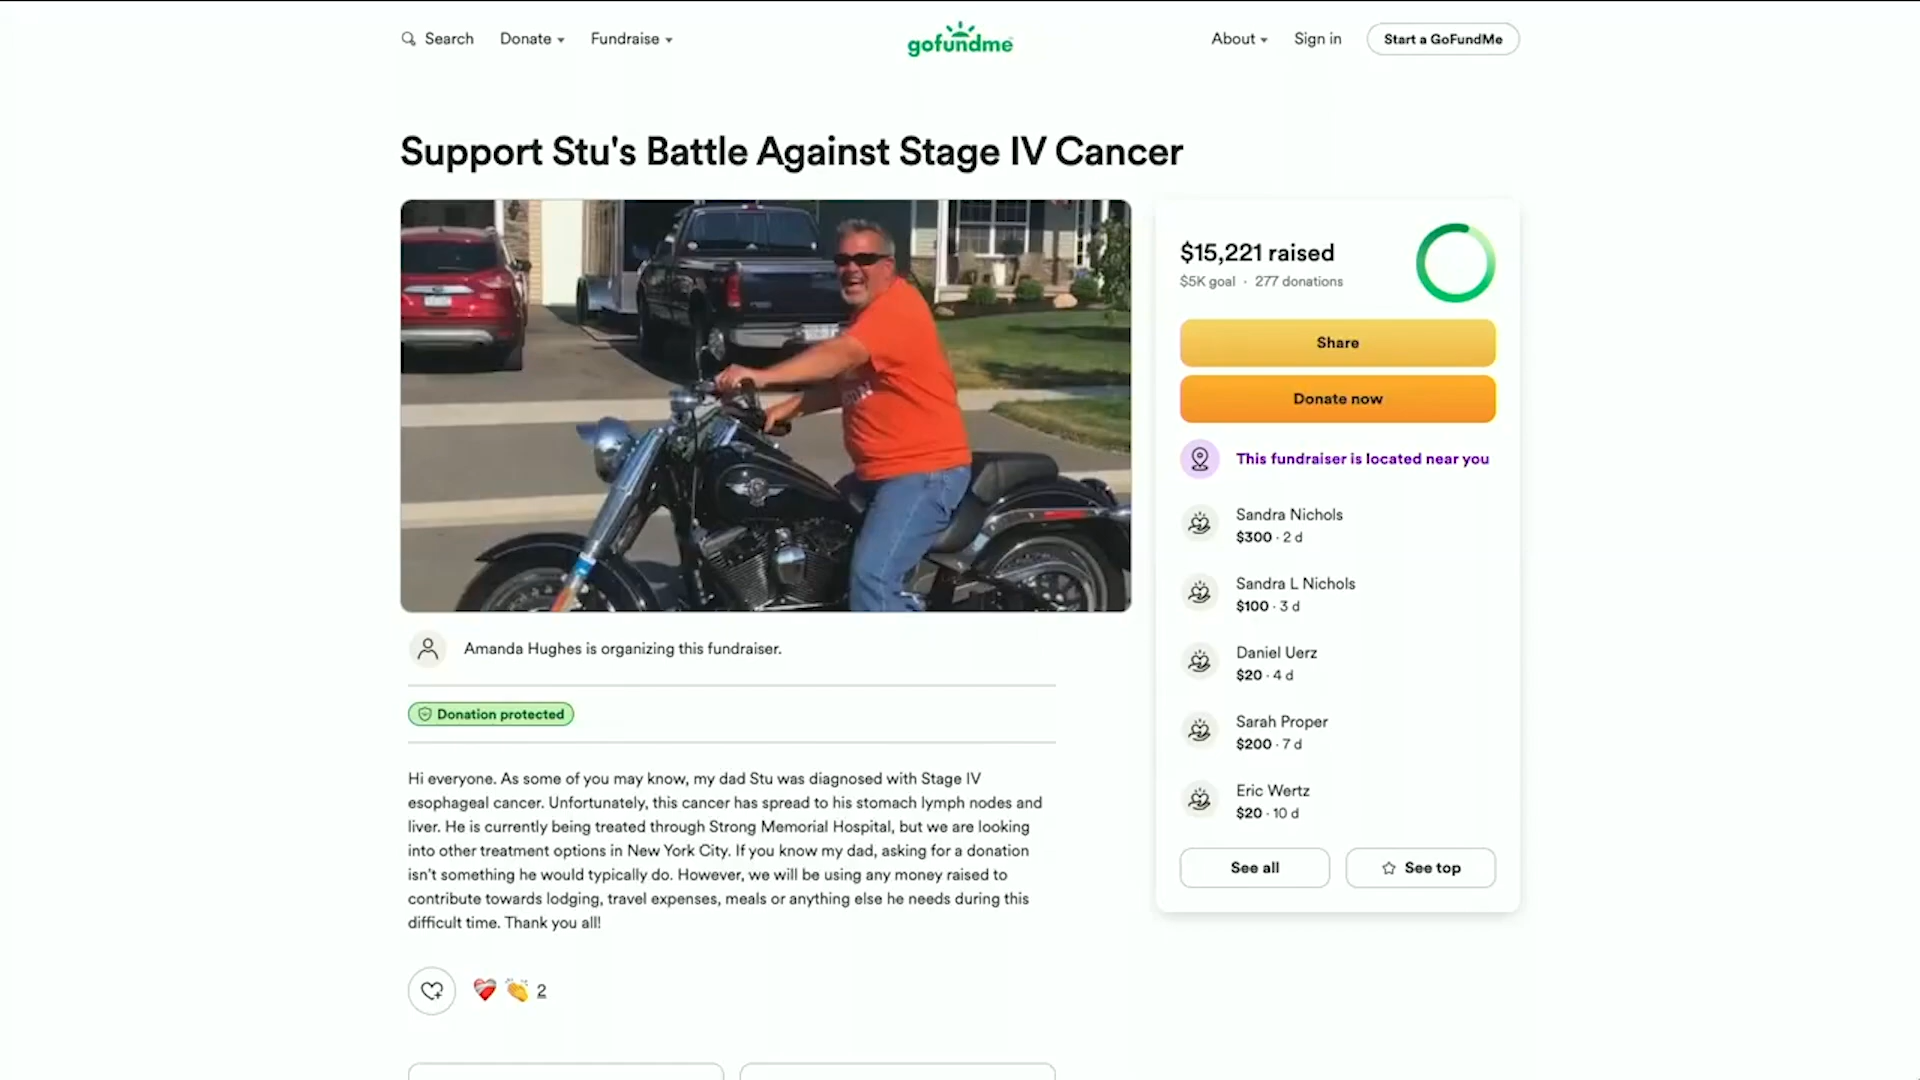 Search Donate Fundraise gofundme About Sign in Start a GoFundMe
Support Stu's Battle Against Stage IV Cancer
$15,221 raised
$5K goal · 277 donations
Share
Donate now
This fundraiser is located near you
Sandra Nichols
$300 · 2 d
Sandra L Nichols
$100 · 3 d
Daniel Uerz
$20 · 4 d
Sarah Proper
$200 · 7 d
Eric Wertz
$20 · 10 d
See all See top
Amanda Hughes is organizing this fundraiser.
Donation protected
Hi everyone. As some of you may know, my dad Stu was diagnosed with Stage IV
esophageal cancer. Unfortunately, this cancer has spread to his stomach lymph nodes and
liver. He is currently being treated through Strong Memorial Hospital, but we are looking
into other treatment options in New York City. If you know my dad, asking for a donation
isn't something he would typically do. However, we will be using any money raised to
contribute towards lodging, travel expenses, meals or anything else he needs during this
difficult time. Thank you all!
2